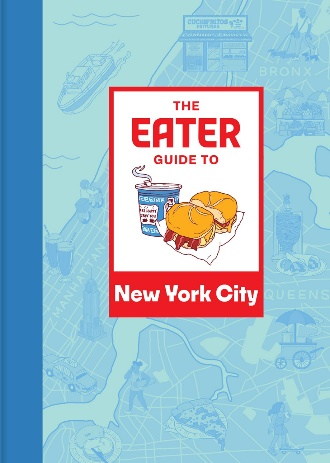 BRONX
THE
EATER
GUIDE TO
New York City
MANHATTAN
QUEENS